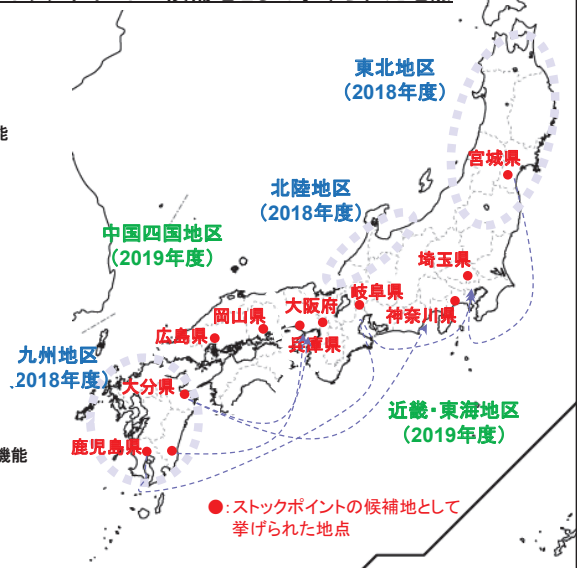 能
東北地区
（2018年度）
宮城県
北陸地区
（2018年度）
中国四国地区
（2019年度）
埼玉県
岐阜県
大阪府
岡山県
神奈川県
広島県
兵庫県
九州地区
2018年度）
大分県
近畿・東海地区
（2019年度）
鹿児島県
機能
●：ストックポイントの候補地として
挙げられた地点